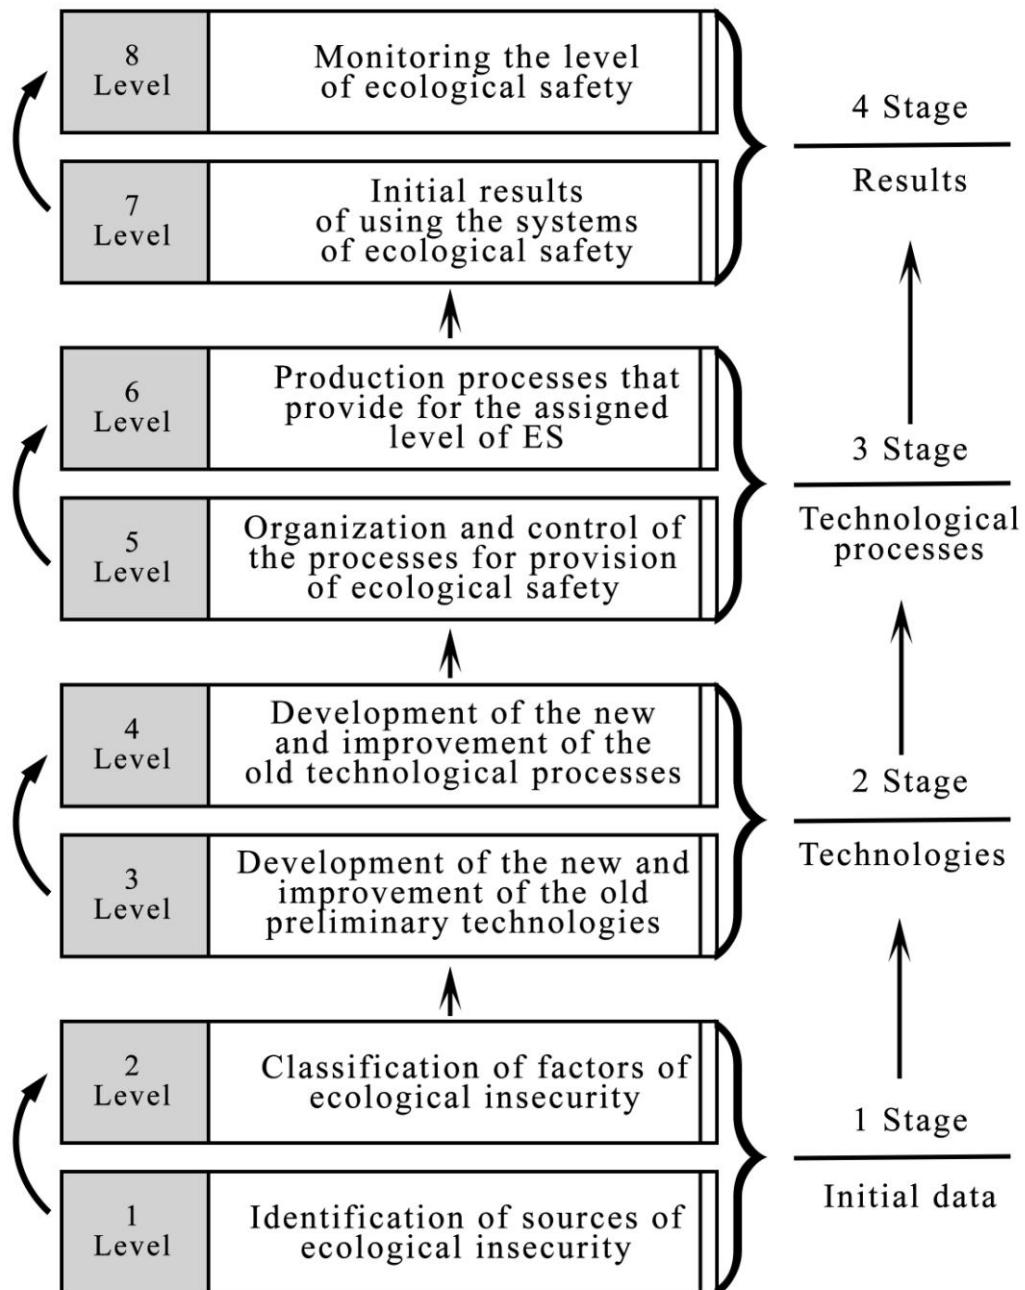 8
Level
Monitoring the level
of ecological safety
4 Stage
Results
7
Level
Initial results
of using the systems
of ecological safety
6
Level
Production processes that
provide for the assigned
level of ES
3 Stage
Technological
processes
5
Level
Organization and control of
the processes for provision
of ecological safety
4
Level
Development of the new
and improvement of the
old technological processes
2 Stage
Technologies
3
Level
Development of the new and
improvement of the old
preliminary technologies
2
Level
Classification of factors of
ecological insecurity
1 Stage
Initial data
1
Level
Identification of sources of
ecological insecurity